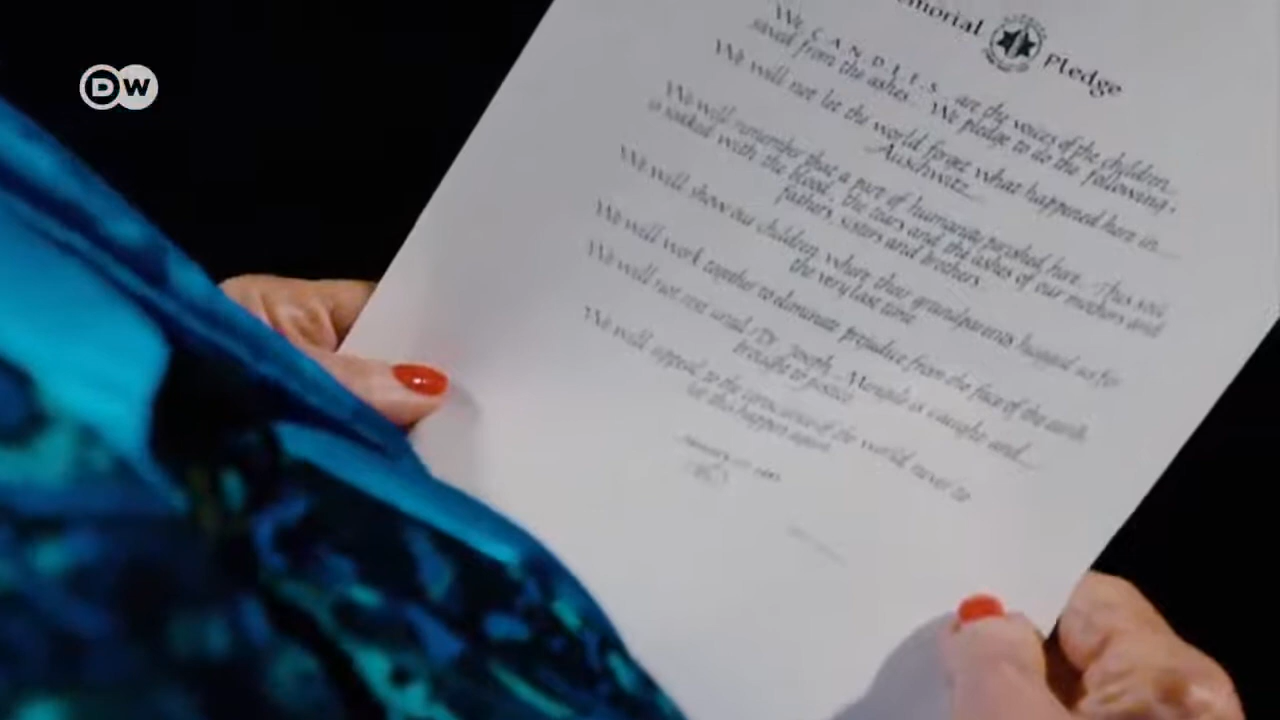 DW
emorial Pledge
We C.A.N.D.L.E.S. are the voices of the children
saved from the ashes. We pledge to do the following:
We will not let the world forget what happened here in
Auschwitz
We will remember that a part of humanity perished here. This soil
is soaked with the blood, the tears and the ashes of our mothers and
fathers, sisters and brothers
We will show our children where their grandparents hugged us for
the very last time
We will work together to eliminate prejudice from the face of the earth
We will not rest until Dr. Joseph Mengele is caught and
brought to justice
We will appeal to the conscience of the world never to
let this happen again